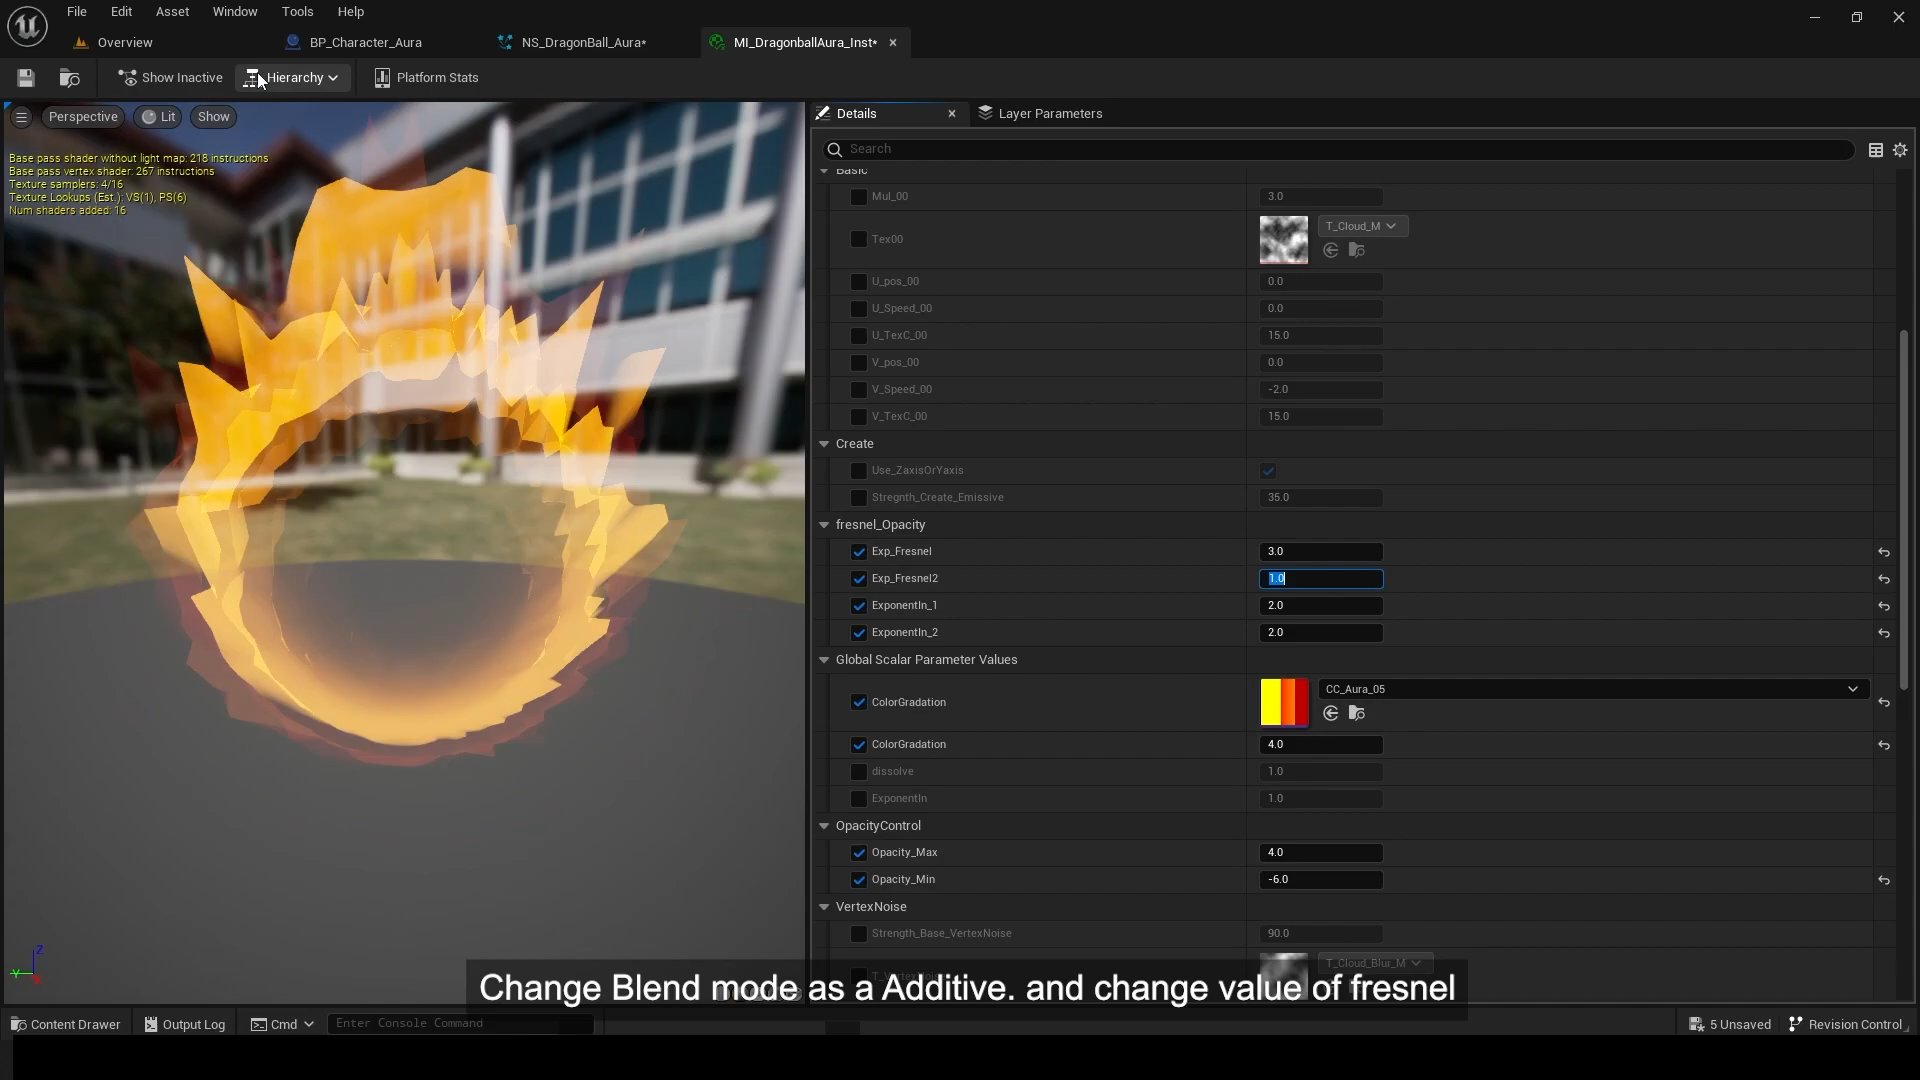 File Edit Asset Window Tools Help
Overview BP_Character_Aura NS_DragonBall_Aura* MI_DragonballAura_Inst*
Show Inactive Hierarchy Platform Stats
Perspective Lit Show
Base pass shader without light map: 218 instructions
Base pass vertex shader: 267 instructions
Texture samplers: 4/16
Texture Lookups (Est.): VS(1), PS(6)
Num shaders added: 16
Details Layer Parameters
Search
Basic
Mul_00 3.0
Tex00 T_Cloud_M
U_pos_00 0.0
U_Speed_00 0.0
U_TexC_00 15.0
V_pos_00 0.0
V_Speed_00 -2.0
V_TexC_00 15.0
Create
Use_ZaxisOrYaxis
Stregnth_Create_Emissive 35.0
fresnel_Opacity
Exp_Fresnel 3.0
Exp_Fresnel2 1.0
ExponentIn_1 2.0
ExponentIn_2 2.0
Global Scalar Parameter Values
ColorGradation CC_Aura_05
ColorGradation 4.0
dissolve 1.0
ExponentIn 1.0
OpacityControl
Opacity_Max 4.0
Opacity_Min -6.0
VertexNoise
Strength_Base_VertexNoise 90.0
T_Cloud_Blur_M
Z
Y
Change Blend mode as a Additive. and change value of fresnel
Content Drawer Output Log Cmd Enter Console Command 5 Unsaved Revision Control